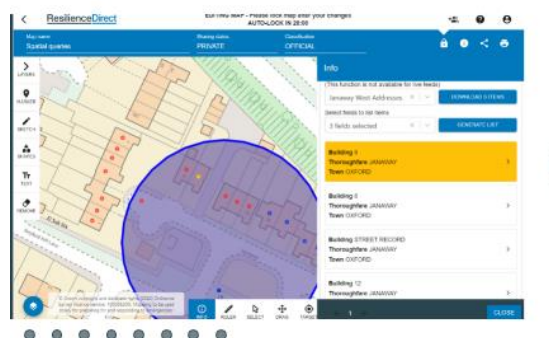 ResilienceDirect
EDITING MAP - Please lock map after your changes
AUTO-LOCK IN 28:00
Map name
Spatial queries
Sharing status
PRIVATE
Classification
OFFICIAL
LAYERS
MARKER
SKETCH
SHAPES
Tr
TEXT
REMOVE
Info
(This function is not available for live feeds)
Janaway West Addresses
DOWNLOAD 9 ITEMS
Select fields to list items
3 fields selected
GENERATE LIST
Building
Thoroughfare JANAWAY
Town OXFORD
Building
Thoroughfare JANAWAY
Town OXFORD
Building STREET RECORD
Thoroughfare JANAWAY
Town OXFORD
Building 12
Thoroughfare JANAWAY
INFO
RULER
SELECT
DRAG
TARGET
1
CLOSE